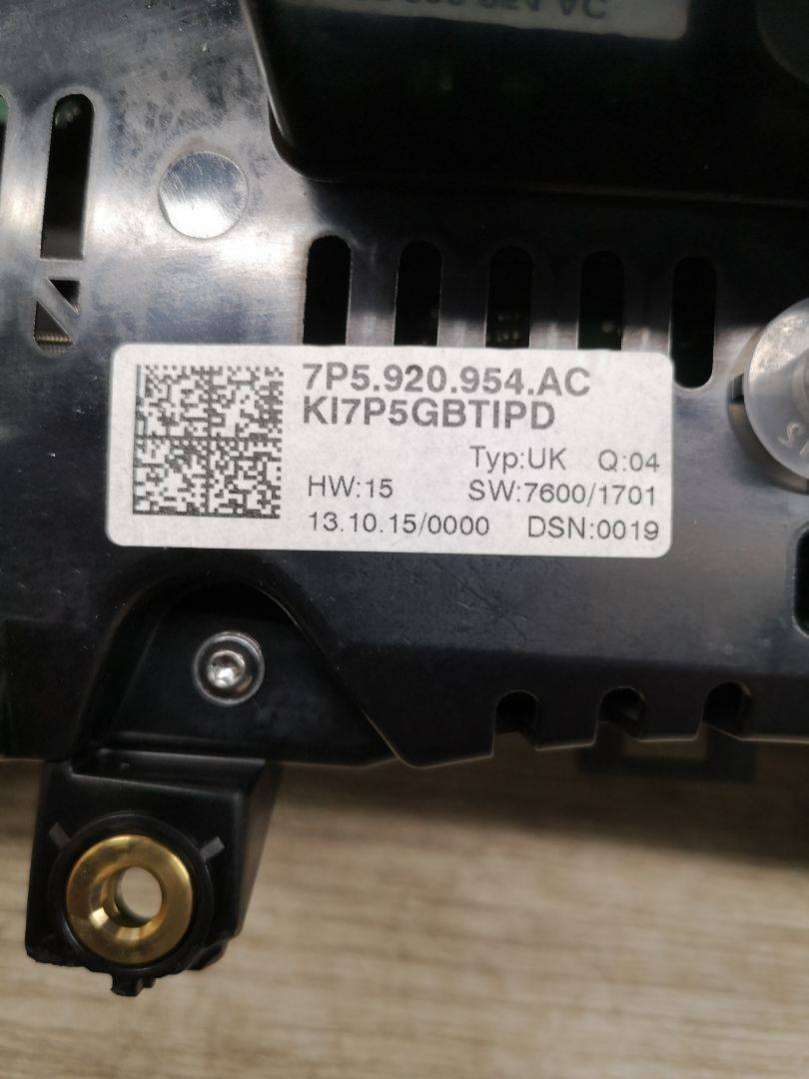 7P5.920.954.AC
KI7P5GBTIPD
Typ:UK Q:04
HW:15 SW:7600/1701
13.10.15/0000 DSN:0019